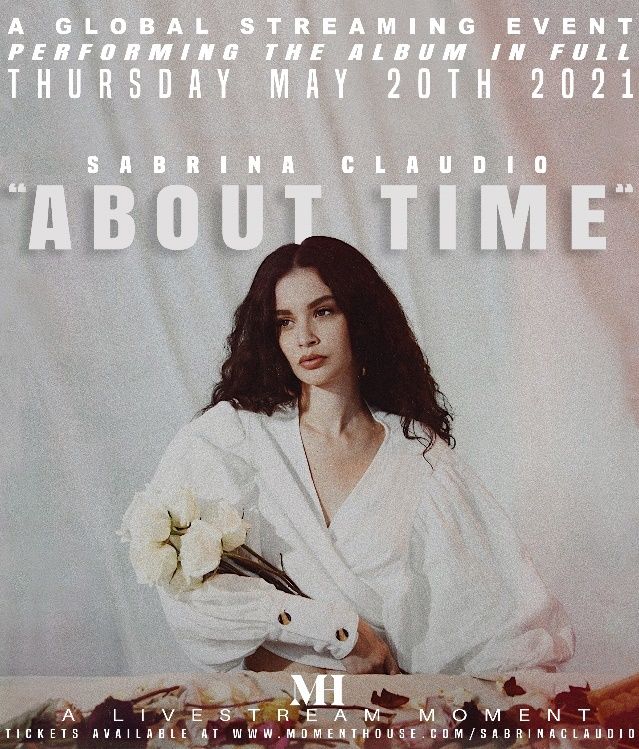 A GLOBAL STREAMING EVENT
PERFORMING THE ALBUM IN FULL
THURSDAY MAY 20TH 2021
SABRINA CLAUDIO
“ABOUT TIME”
MH
A LIVESTREAM MOMENT
TICKETS AVAILABLE AT WWW.MOMENTHOUSE.COM/SABRINACLAUDIO